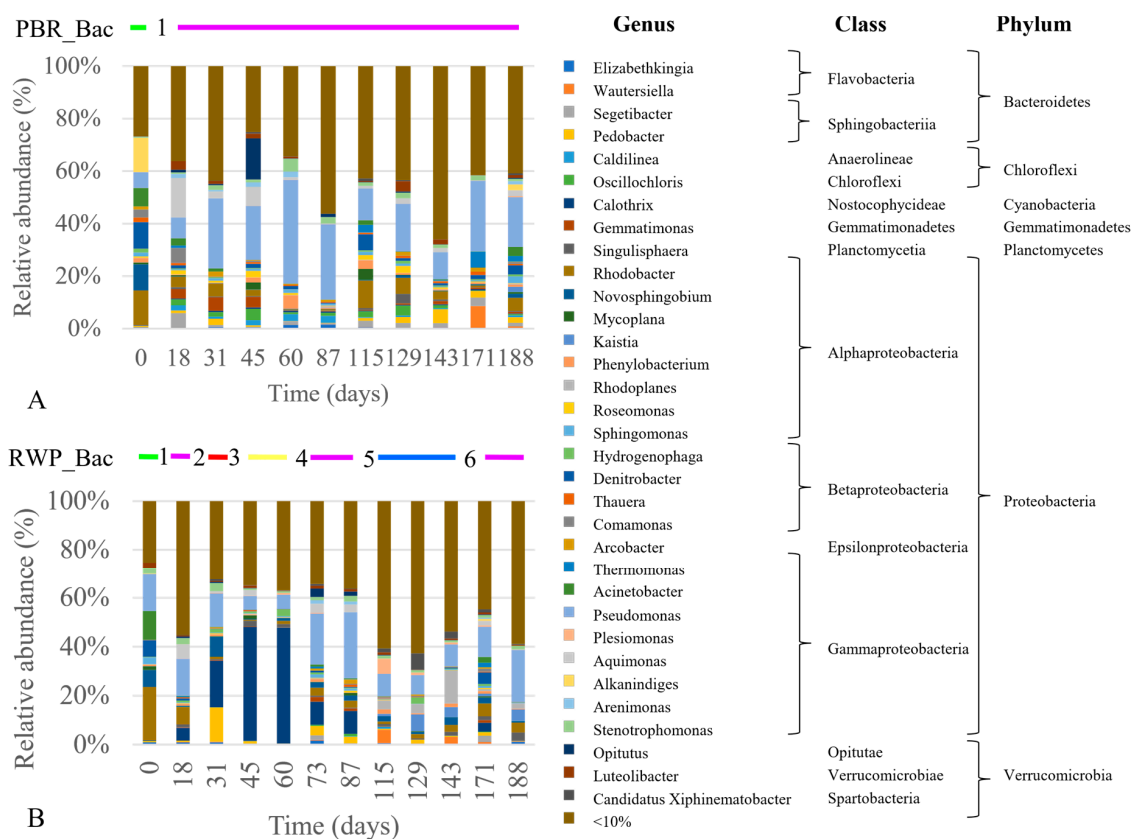 PBR_Bac 1
100%
80%
60%
40%
20%
0%
Relative abundance (%)
0 18 31 45 60 87 115 129 143 171 188
Time (days)
A
RWP_Bac 1 2 3 4 5 6
100%
80%
60%
40%
20%
0%
Relative abundance (%)
0 18 31 45 60 73 87 115 129 143 171 188
Time (days)
B
Genus Class Phylum
Elizabethkingia
Wautersiella
Segetibacter
Pedobacter
Caldilinea
Oscillochloris
Calothrix
Gemmatimonas
Singulisphaera
Rhodobacter
Novosphingobium
Mycoplana
Kaistia
Phenylobacterium
Rhodoplanes
Roseomonas
Sphingomonas
Hydrogenophaga
Denitrobacter
Thauera
Comamonas
Arcobacter
Thermomonas
Acinetobacter
Pseudomonas
Plesiomonas
Aquimonas
Alkanindiges
Arenimonas
Stenotrophomonas
Opitutus
Luteolibacter
Candidatus Xiphinematobacter
<10%
Flavobacteria
Sphingobacteriia
Anaerolineae
Chloroflexi
Nostocophycideae
Gemmatimonadetes
Planctomycetia
Alphaproteobacteria
Betaproteobacteria
Epsilonproteobacteria
Gammaproteobacteria
Opitutae
Verrucomicrobiae
Spartobacteria
Bacteroidetes
Chloroflexi
Cyanobacteria
Gemmatimonadetes
Planctomycetes
Proteobacteria
Verrucomicrobia